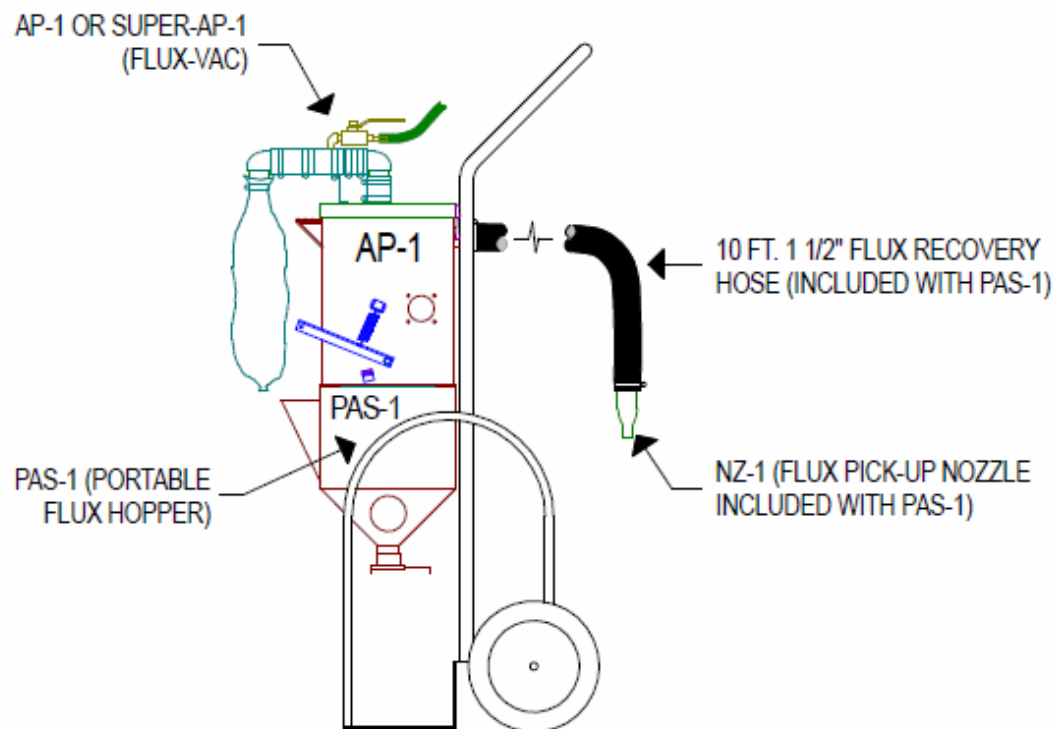 AP-1 OR SUPER-AP-1
(FLUX-VAC)
AP-1
10 FT. 1 1/2" FLUX RECOVERY
HOSE (INCLUDED WITH PAS-1)
PAS-1
PAS-1 (PORTABLE
FLUX HOPPER)
NZ-1 (FLUX PICK-UP NOZZLE
INCLUDED WITH PAS-1)